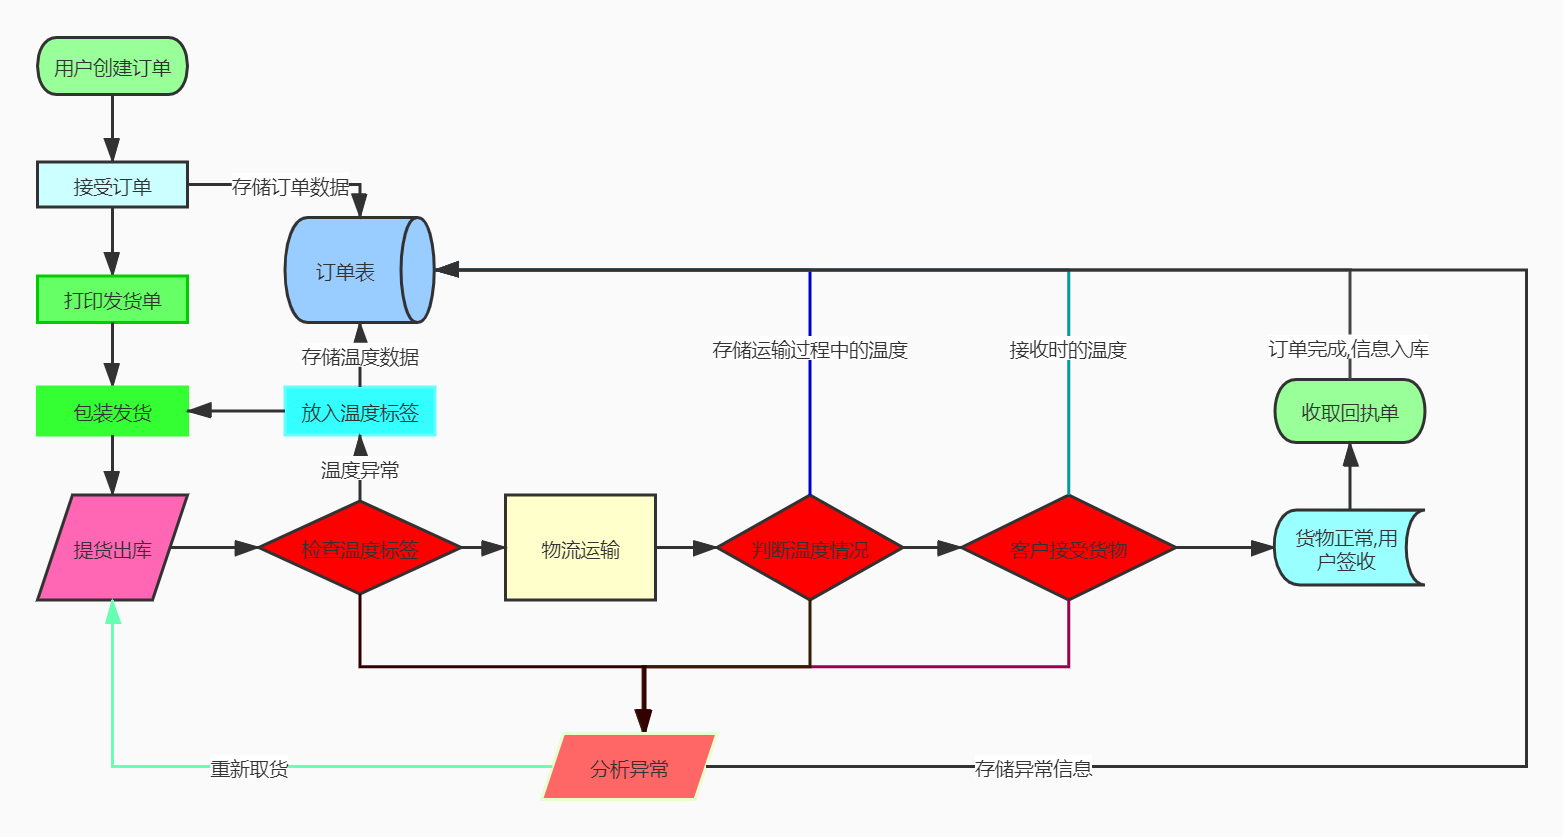 用户创建订单
接受订单
存储订单数据
订单表
打印发货单
存储温度数据
存储运输过程中的温度
接收时的温度
订单完成,信息入库
包装发货
放入温度标签
收取回执单
温度异常
提货出库
检查温度标签
物流运输
判断温度情况
客户接受货物
货物正常,用
户签收
重新取货
分析异常
存储异常信息